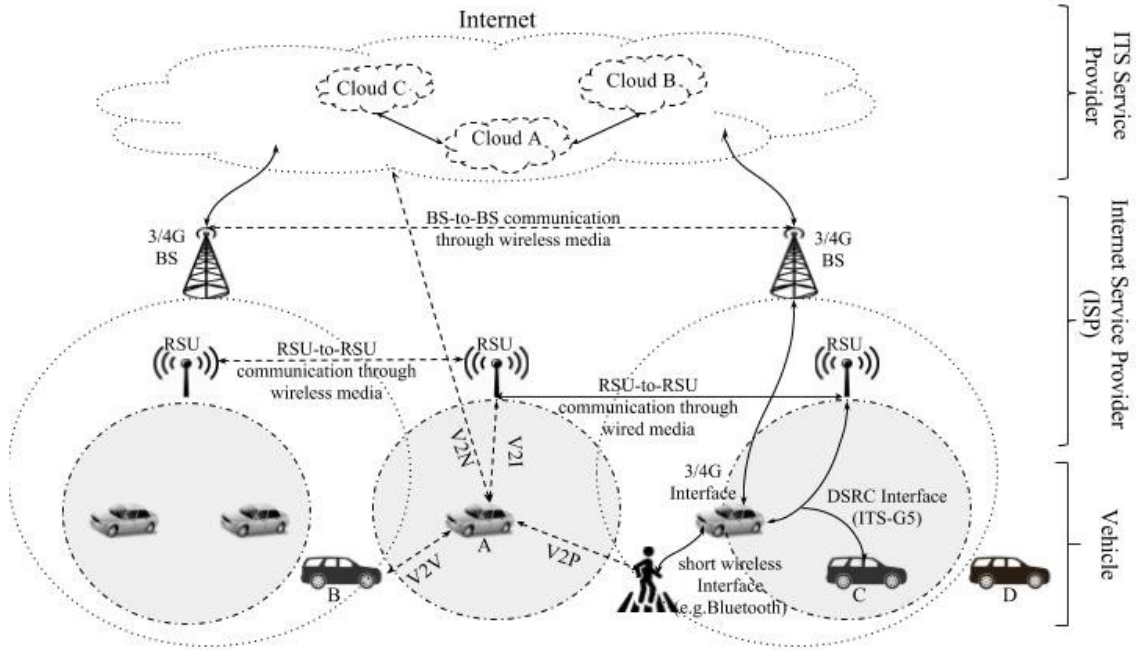 Internet
Cloud C
Cloud B
Cloud A
ITS Service
Provider
3/4G
BS
BS-to-BS communication
through wireless media
3/4G
BS
Internet Service Provider
(ISP)
RSU
RSU-to-RSU
communication through
wireless media
RSU
RSU-to-RSU
communication through
wired media
RSU
V2N
V2I
3/4G
Interface
DSRC Interface
(ITS-G5)
A
V2V
V2P
B
short wireless
Interface
(e.g.Bluetooth)
C
D
Vehicle